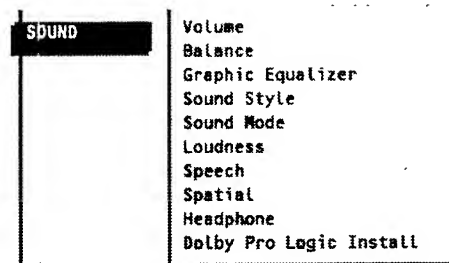 SOUND
Volume
Balance
Graphic Equalizer
Sound Style
Sound Mode
Loudness
Speech
Spatial
Headphone
Dolby Pro Logic Install